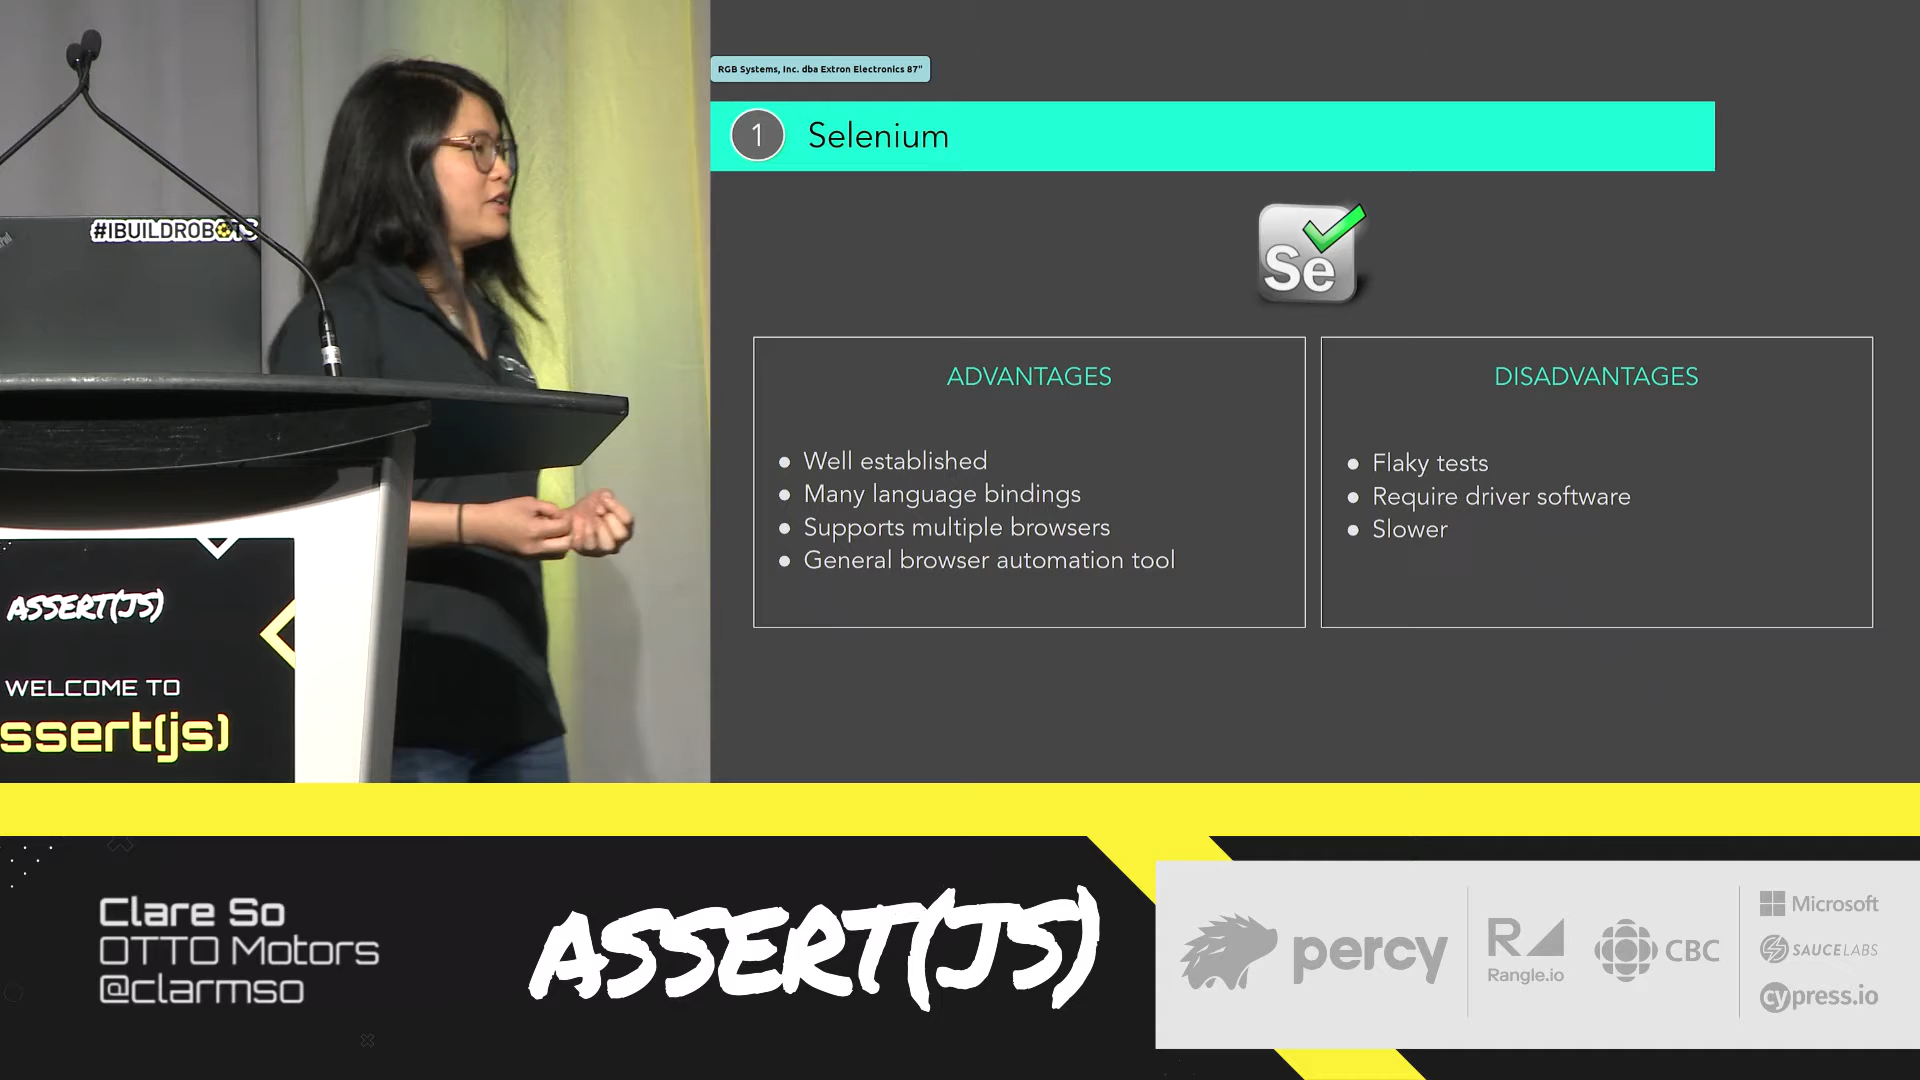 RGB Systems, Inc. dba Extron Electronics 87"
1 Selenium
Se
ADVANTAGES
Well established
Many language bindings
Supports multiple browsers
General browser automation tool
DISADVANTAGES
Flaky tests
Require driver software
Slower
#IBUILDROBOTS
ASSERT(JS)
WELCOME TO
ssert(js)
Clare So
OTTO Motors
@clarmso
ASSERT(JS)
percy
R
Rangle.io
CBC
Microsoft
SAUCELABS
cypress.io